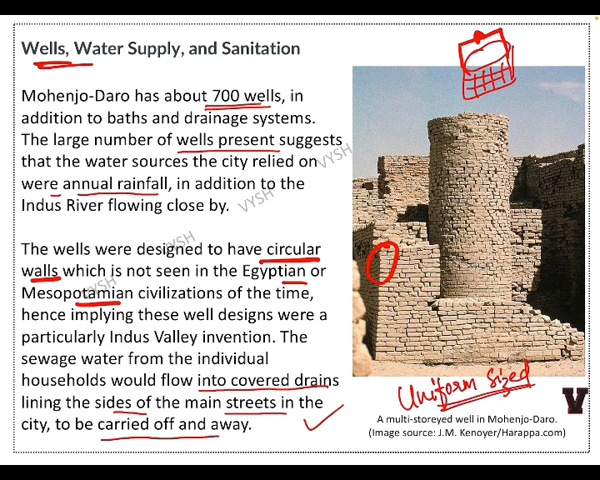 Wells, Water Supply, and Sanitation
Mohenjo-Daro has about 700 wells, in
addition to baths and drainage systems.
The large number of wells present suggests
that the water sources the city relied on
were annual rainfall, in addition to the
Indus River flowing close by.
The wells were designed to have circular
walls which is not seen in the Egyptian or
Mesopotamian civilizations of the time,
hence implying these well designs were a
particularly Indus Valley invention. The
sewage water from the individual
households would flow into covered drains
lining the sides of the main streets in the
city, to be carried off and away.
VYSH
VYSH
VYSH
VYSH
Uniform Sized
V
A multi-storeyed well in Mohenjo-Daro.
(Image source: J.M. Kenoyer/Harappa.com)